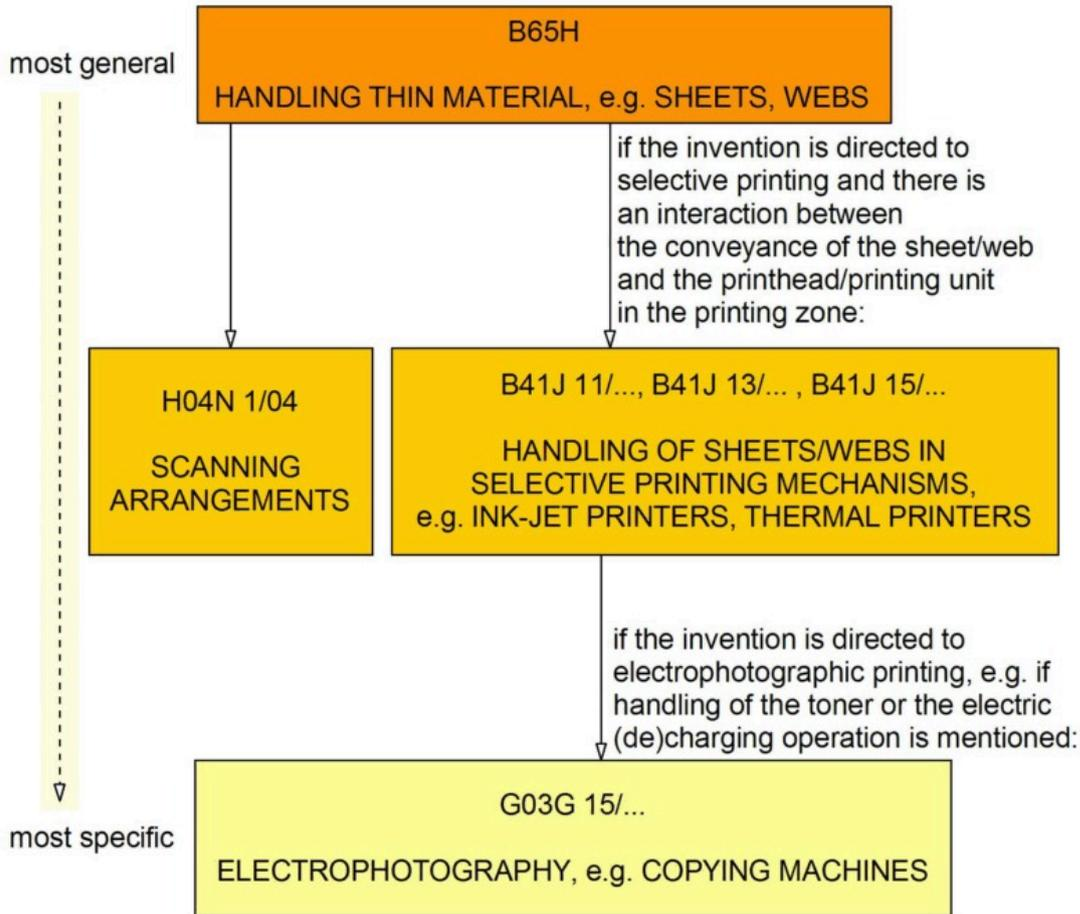 B65H
most general
HANDLING THIN MATERIAL, e.g. SHEETS, WEBS
if the invention is directed to
selective printing and there is
an interaction between
the conveyance of the sheet/web
and the printhead/printing unit
in the printing zone:
H04N 1/04
SCANNING
ARRANGEMENTS
B41J 11/..., B41J 13/... , B41J 15/...
HANDLING OF SHEETS/WEBS IN
SELECTIVE PRINTING MECHANISMS,
e.g. INK-JET PRINTERS, THERMAL PRINTERS
if the invention is directed to
electrophotographic printing, e.g. if
handling of the toner or the electric
(de)charging operation is mentioned:
most specific
G03G 15/...
ELECTROPHOTOGRAPHY, e.g. COPYING MACHINES